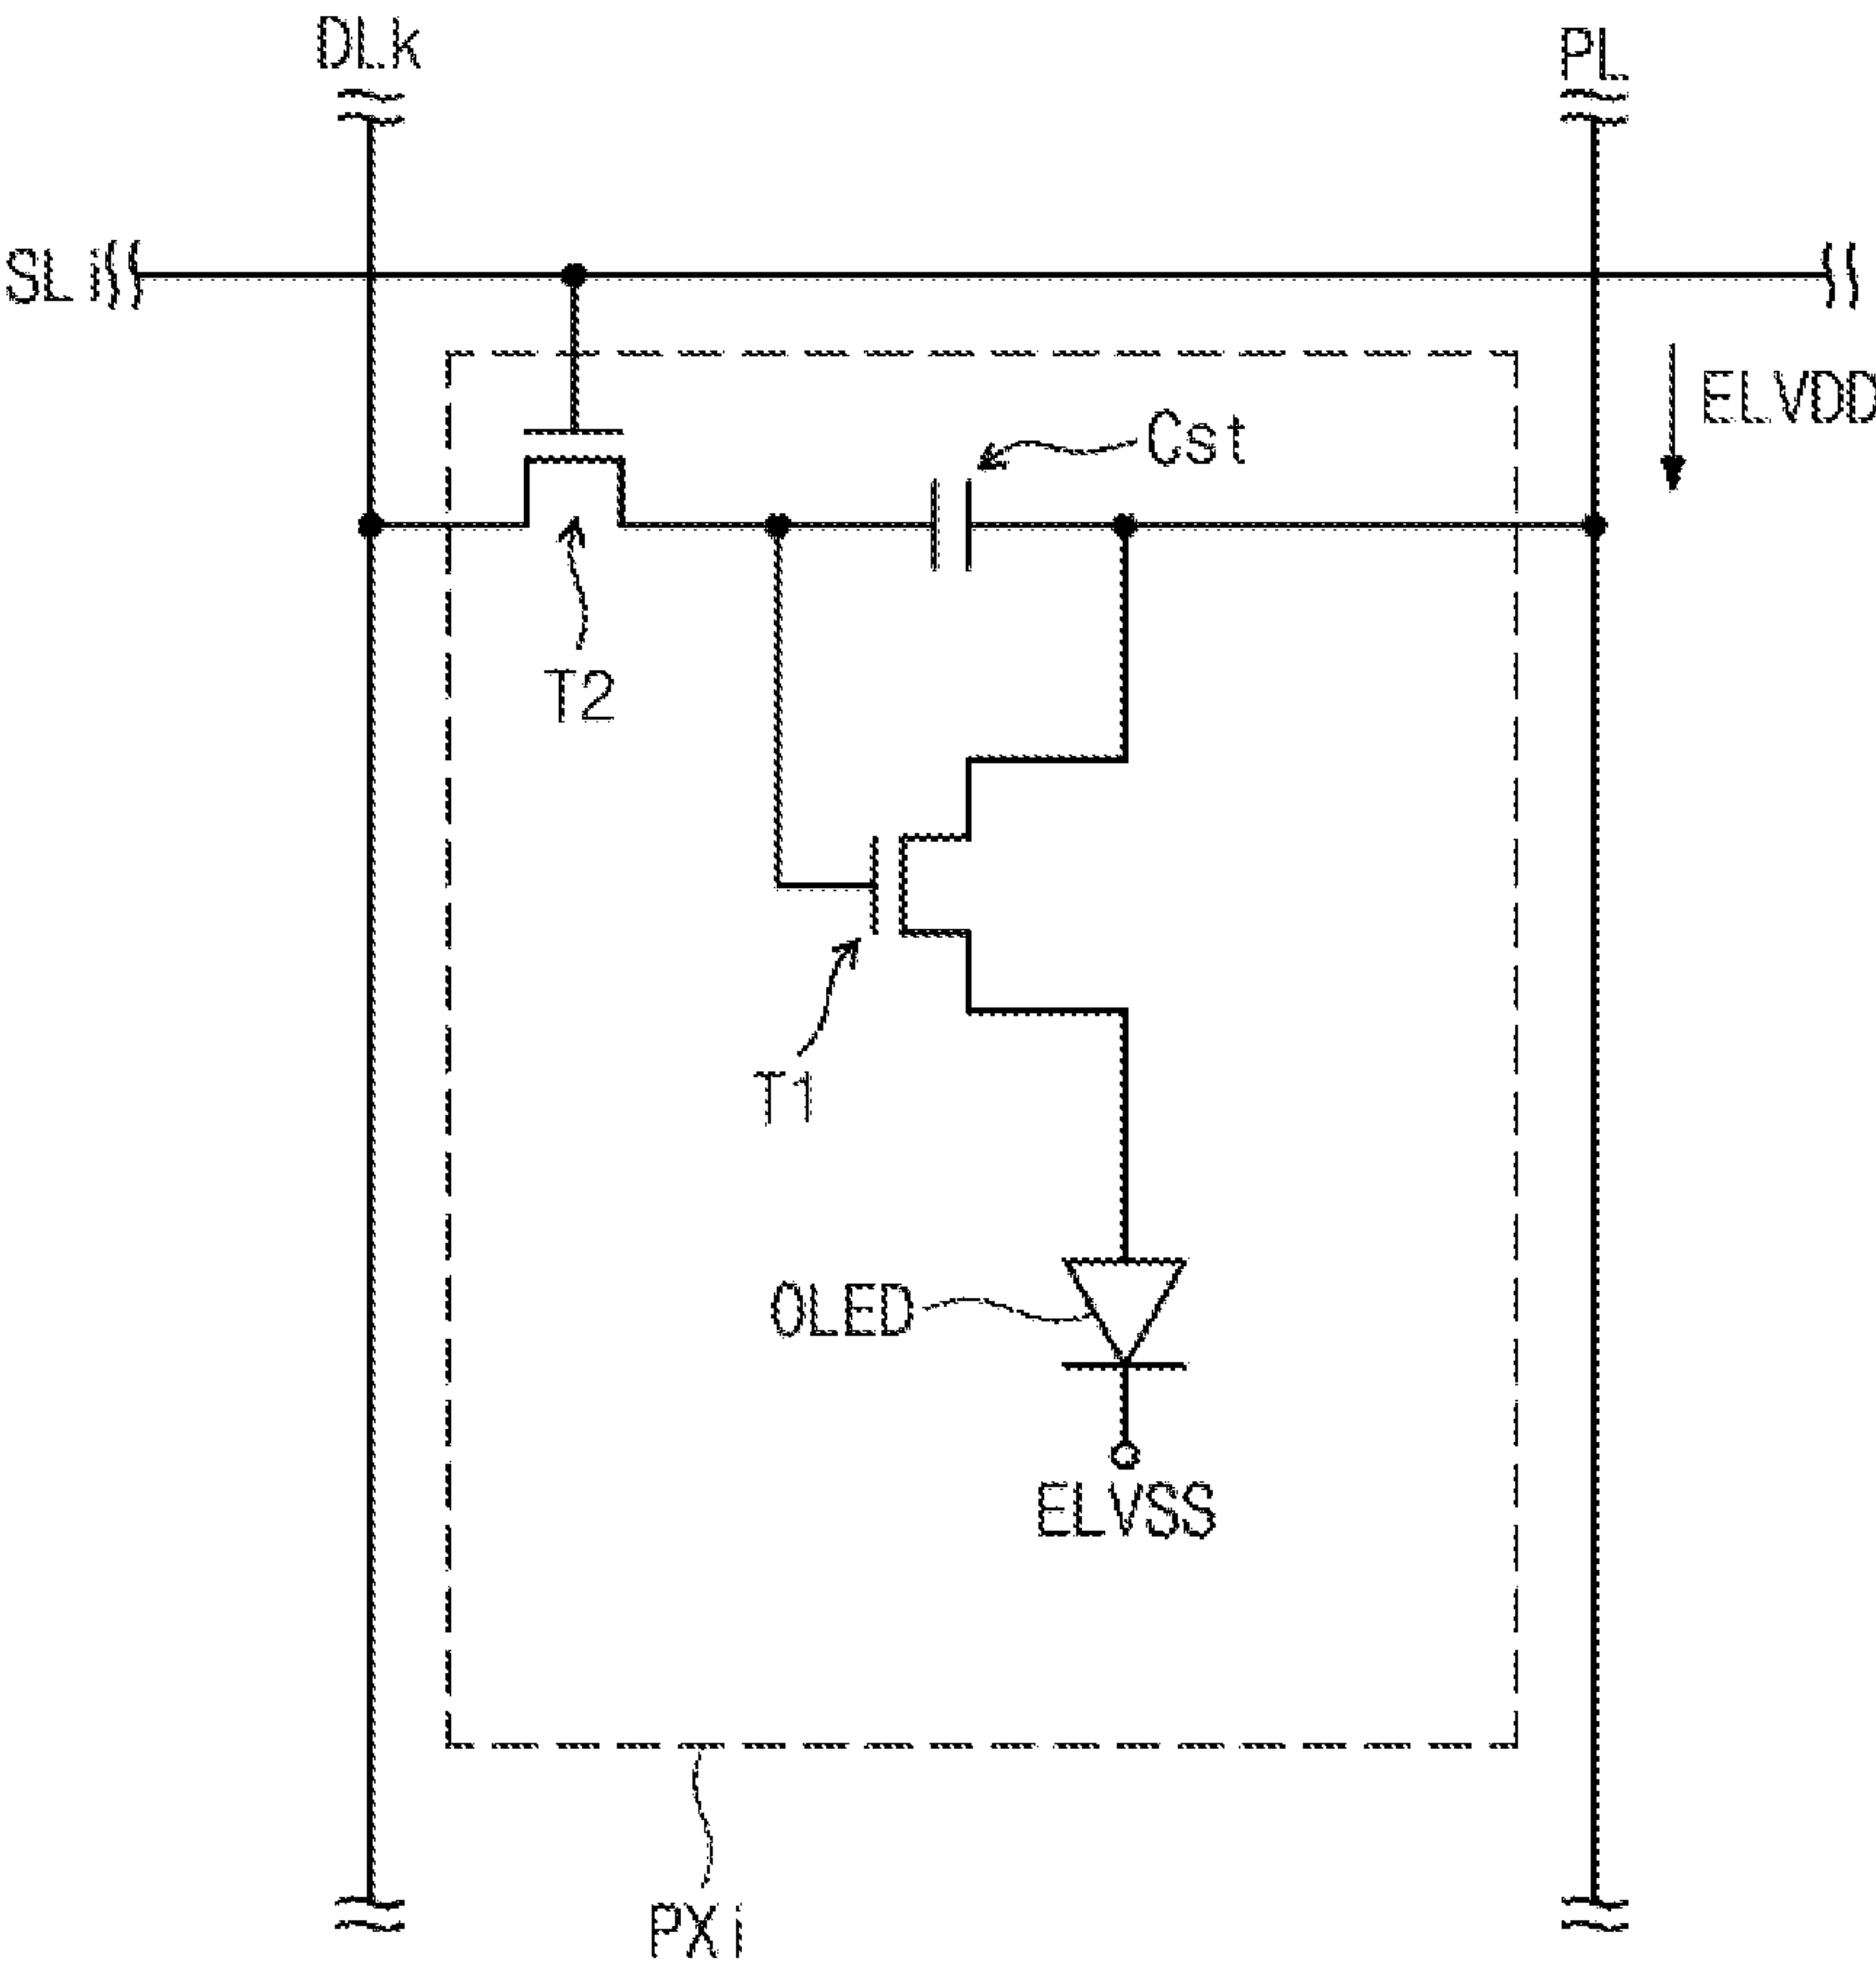 DLk
PL
SLi
ELVDD
Cst
T2
T1
OLED
ELVSS
PXi